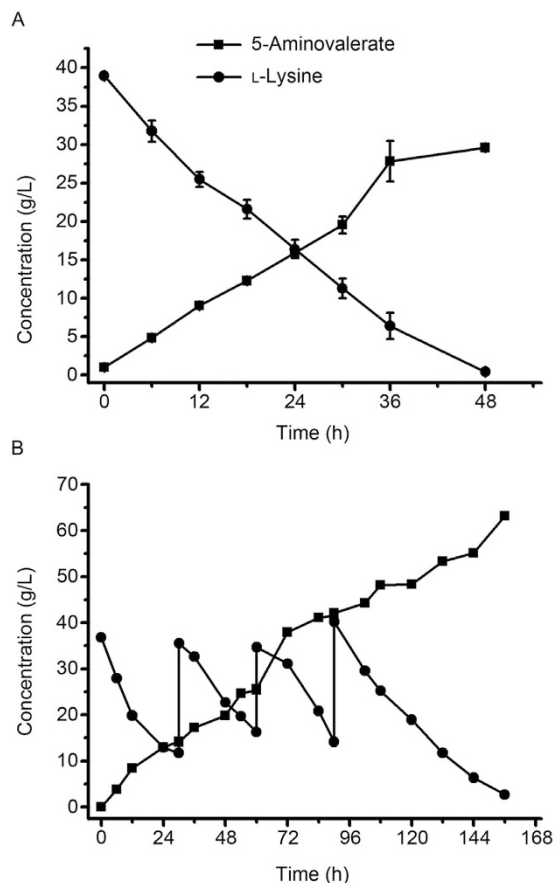 A
5-Aminovalerate
L-Lysine
40
35
30
25
20
15
10
5
0
Concentration (g/L)
0 12 24 36 48
Time (h)
B
70
60
50
40
30
20
10
0
Concentration (g/L)
0 24 48 72 96 120 144 168
Time (h)